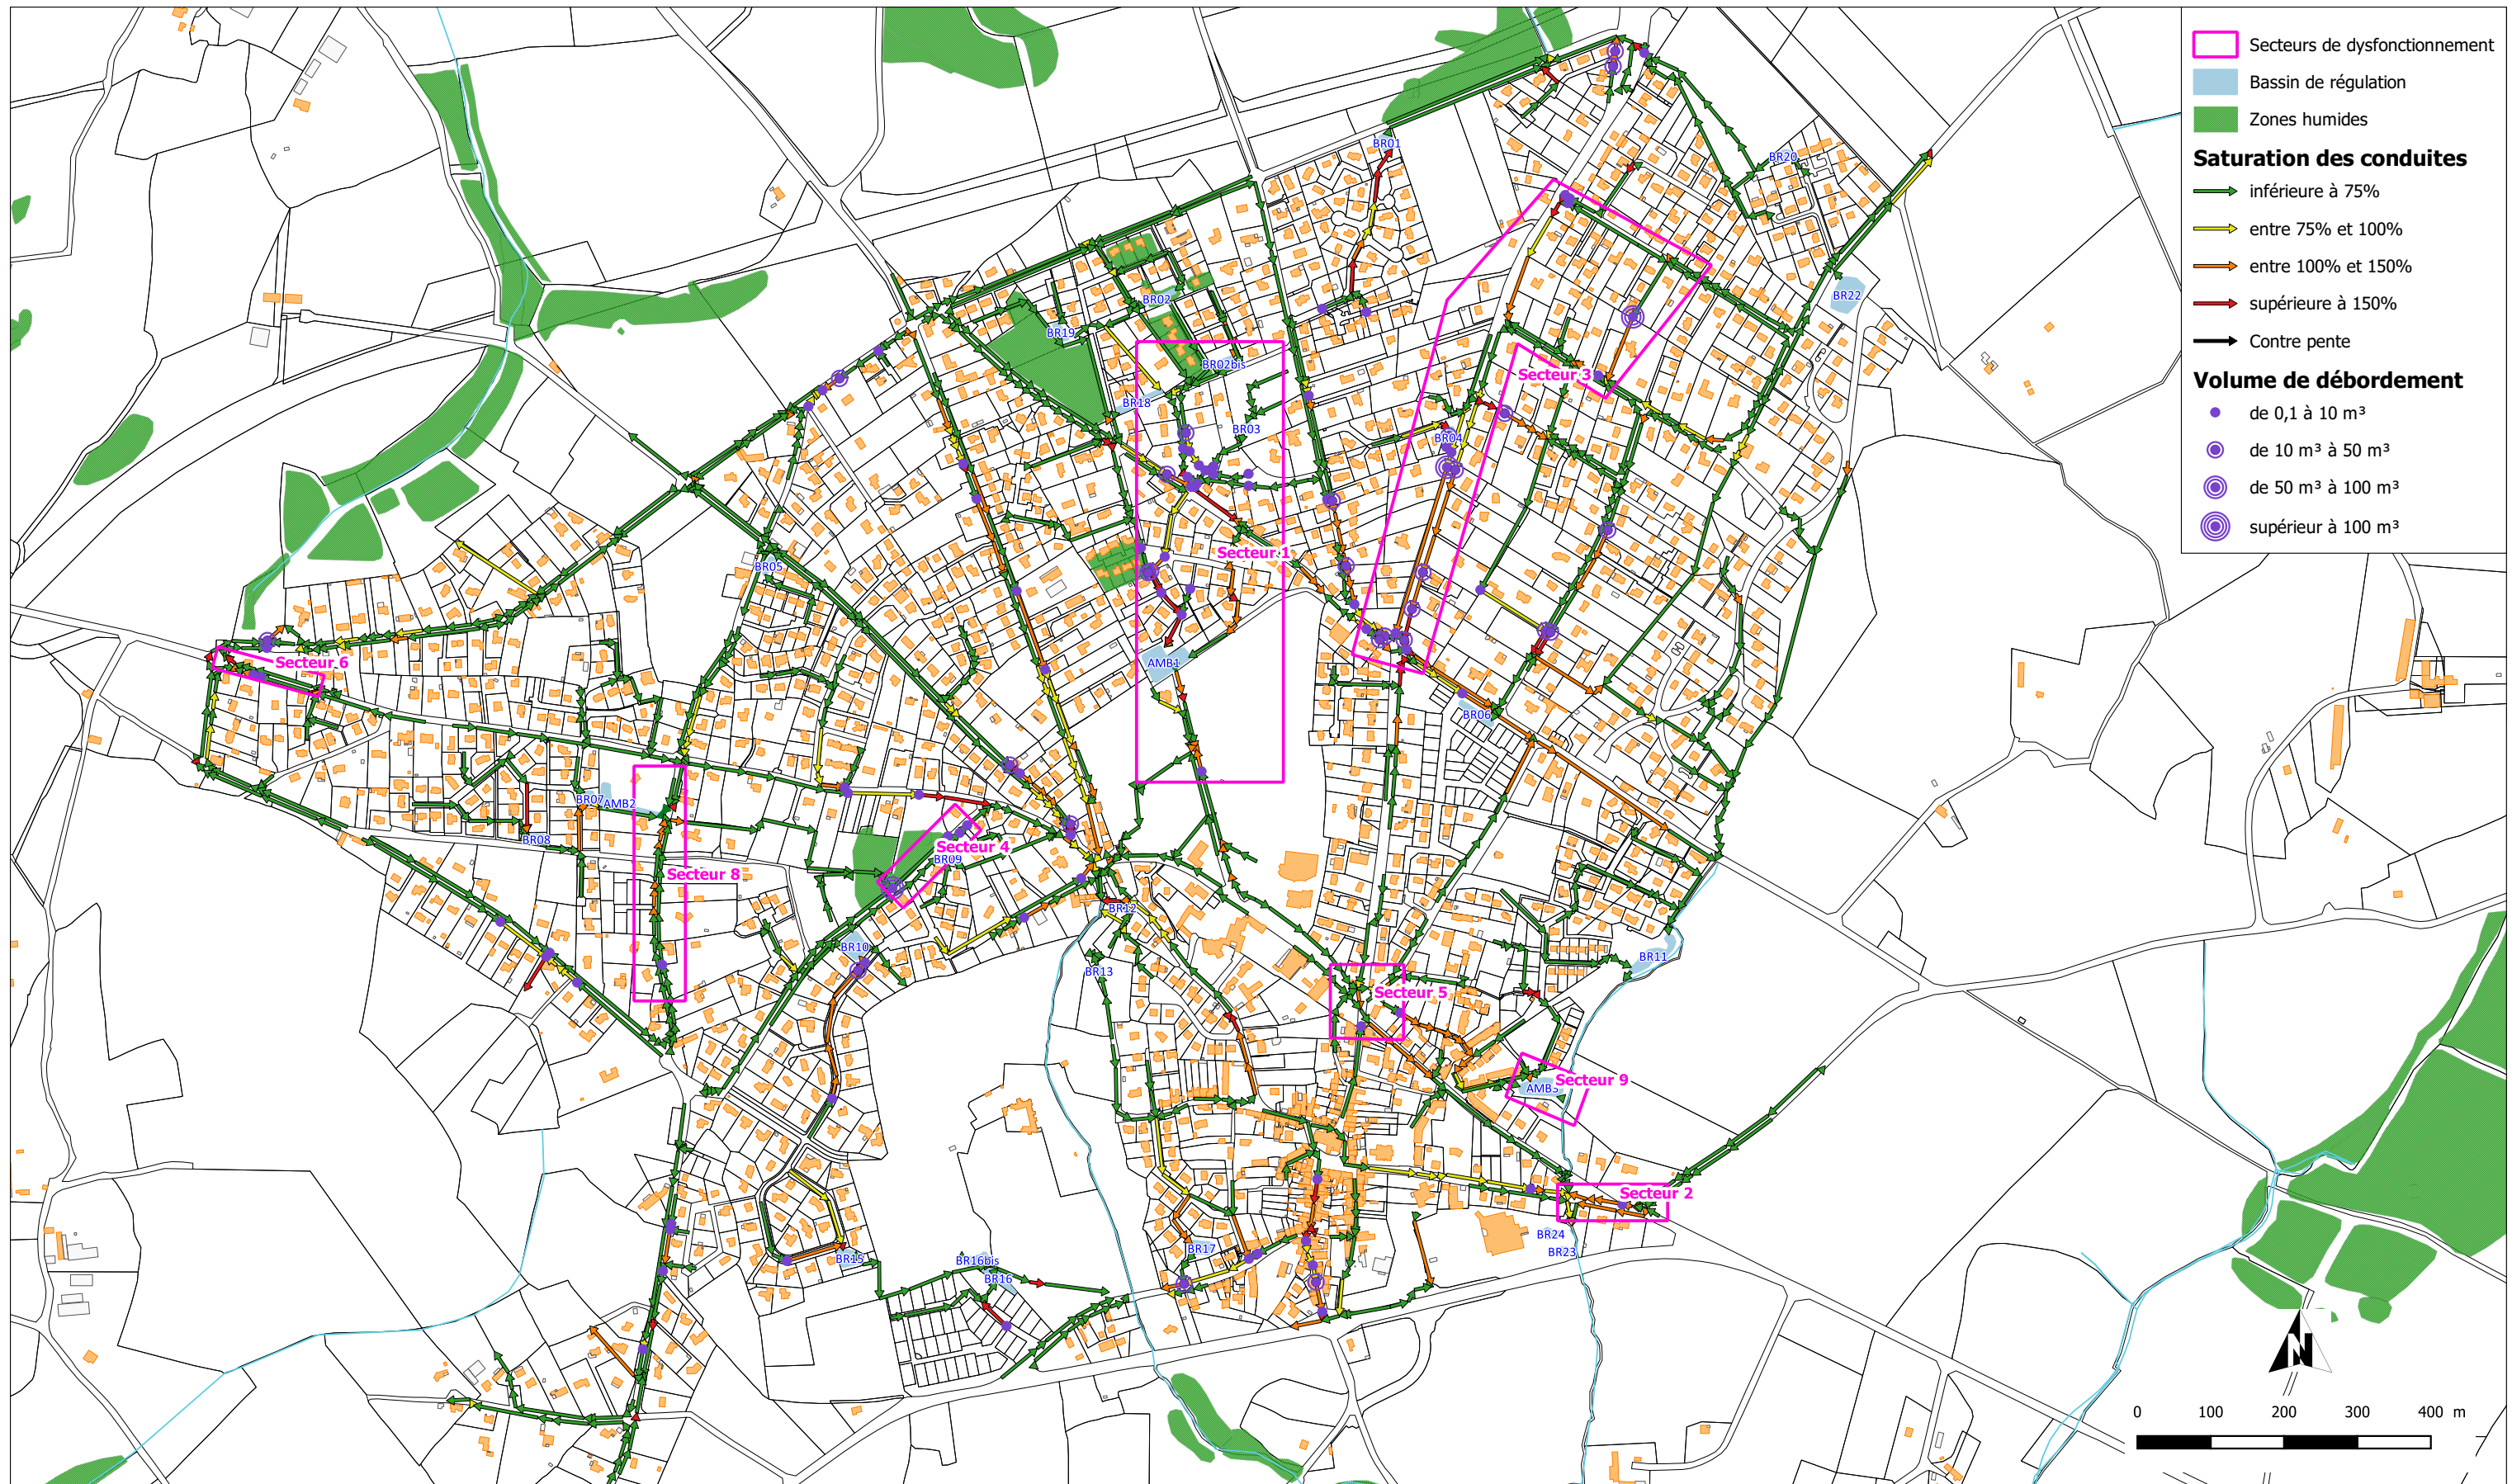 Secteurs de dysfonctionnement
Bassin de régulation
Zones humides
Saturation des conduites
inférieure à 75%
entre 75% et 100%
entre 100% et 150%
supérieure à 150%
Contre pente
Volume de débordement
de 0,1 à 10 m³
de 10 m³ à 50 m³
de 50 m³ à 100 m³
supérieur à 100 m³
BR01
BR20
BR22
BR02
BR19
BR02bis
BR18
BR03
Secteur 3
BR04
Secteur 1
BR05
AMB1
Secteur 6
BR06
BR07
AMB2
BR08
Secteur 4
BR09
Secteur 8
BR12
BR10
BR13
BR11
Secteur 5
Secteur 9
AMB3
Secteur 2
BR24
BR23
BR17
BR15
BR16bis
BR16
N
0 100 200 300 400 m